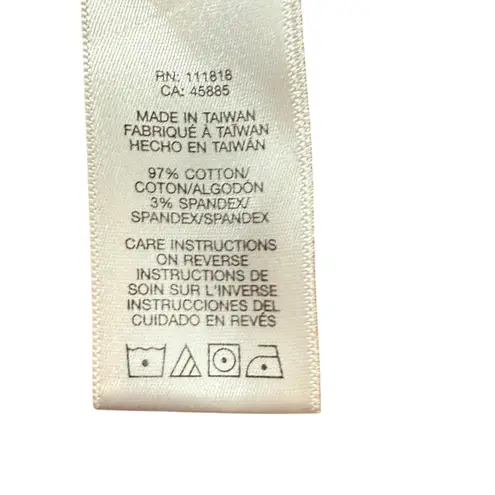 RN: 111818
CA: 45885
MADE IN TAIWAN
FABRIQUÉ À TAÏWAN
HECHO EN TAIWÁN
97% COTTON/
COTON/ALGODÓN
3% SPANDEX/
SPANDEX/SPANDEX
CARE INSTRUCTIONS
ON REVERSE
INSTRUCTIONS DE
SOIN SUR L'INVERSE
INSTRUCCIONES DEL
CUIDADO EN REVÉS